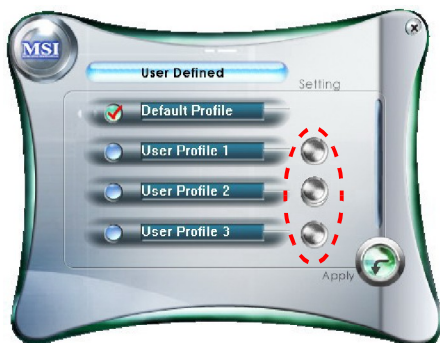 MSI
User Defined
Setting
Default Profile
User Profile 1
User Profile 2
User Profile 3
Apply